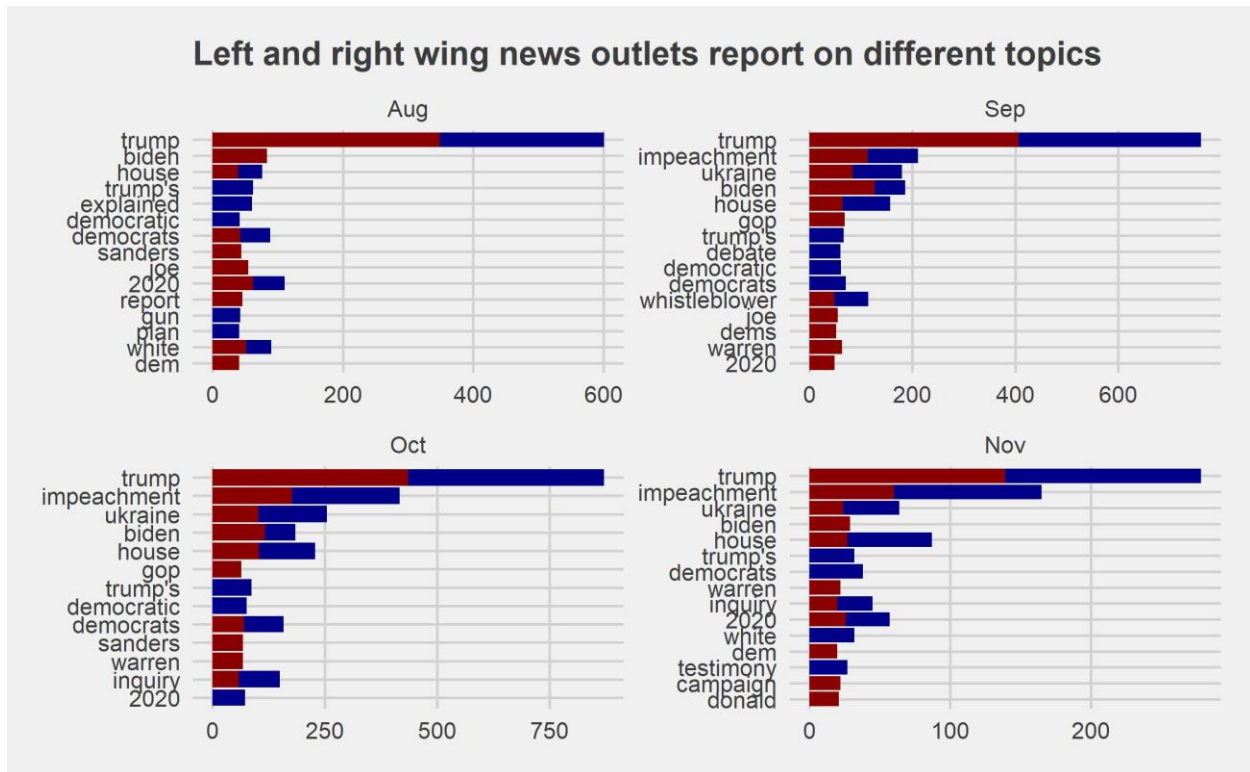 Left and right wing news outlets report on different topics
Aug
trump
biden
house
trump's
explained
democratic
democrats
sanders
joe
2020
report
gun
plan
white
dem
0 200 400 600
Sep
trump
impeachment
ukraine
biden
house
gop
trump's
debate
democratic
democrats
whistleblower
joe
dems
warren
2020
0 200 400 600
Oct
trump
impeachment
ukraine
biden
house
gop
trump's
democratic
democrats
sanders
warren
inquiry
2020
0 250 500 750
Nov
trump
impeachment
ukraine
biden
house
trump's
democrats
warren
inquiry
2020
white
dem
testimony
campaign
donald
0 100 200